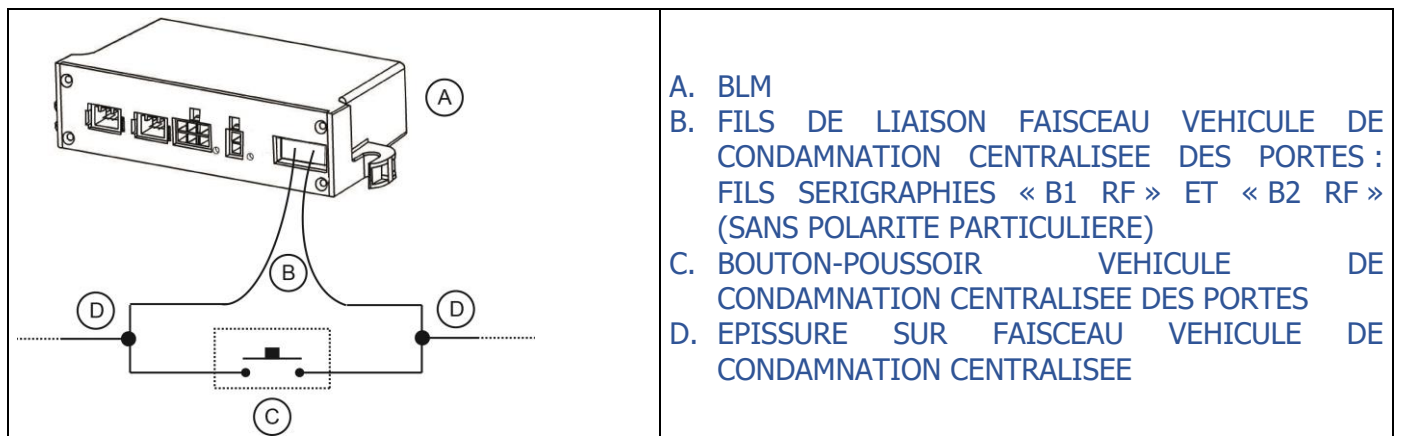 A
B
D
D
C
A. BLM
B. FILS DE LIAISON FAISCEAU VEHICULE DE
CONDAMNATION CENTRALISEE DES PORTES :
FILS SERIGRAPHIES « B1 RF » ET « B2 RF »
(SANS POLARITE PARTICULIERE)
C. BOUTON-POUSSOIR VEHICULE DE
CONDAMNATION CENTRALISEE DES PORTES
D. EPISSURE SUR FAISCEAU VEHICULE DE
CONDAMNATION CENTRALISEE